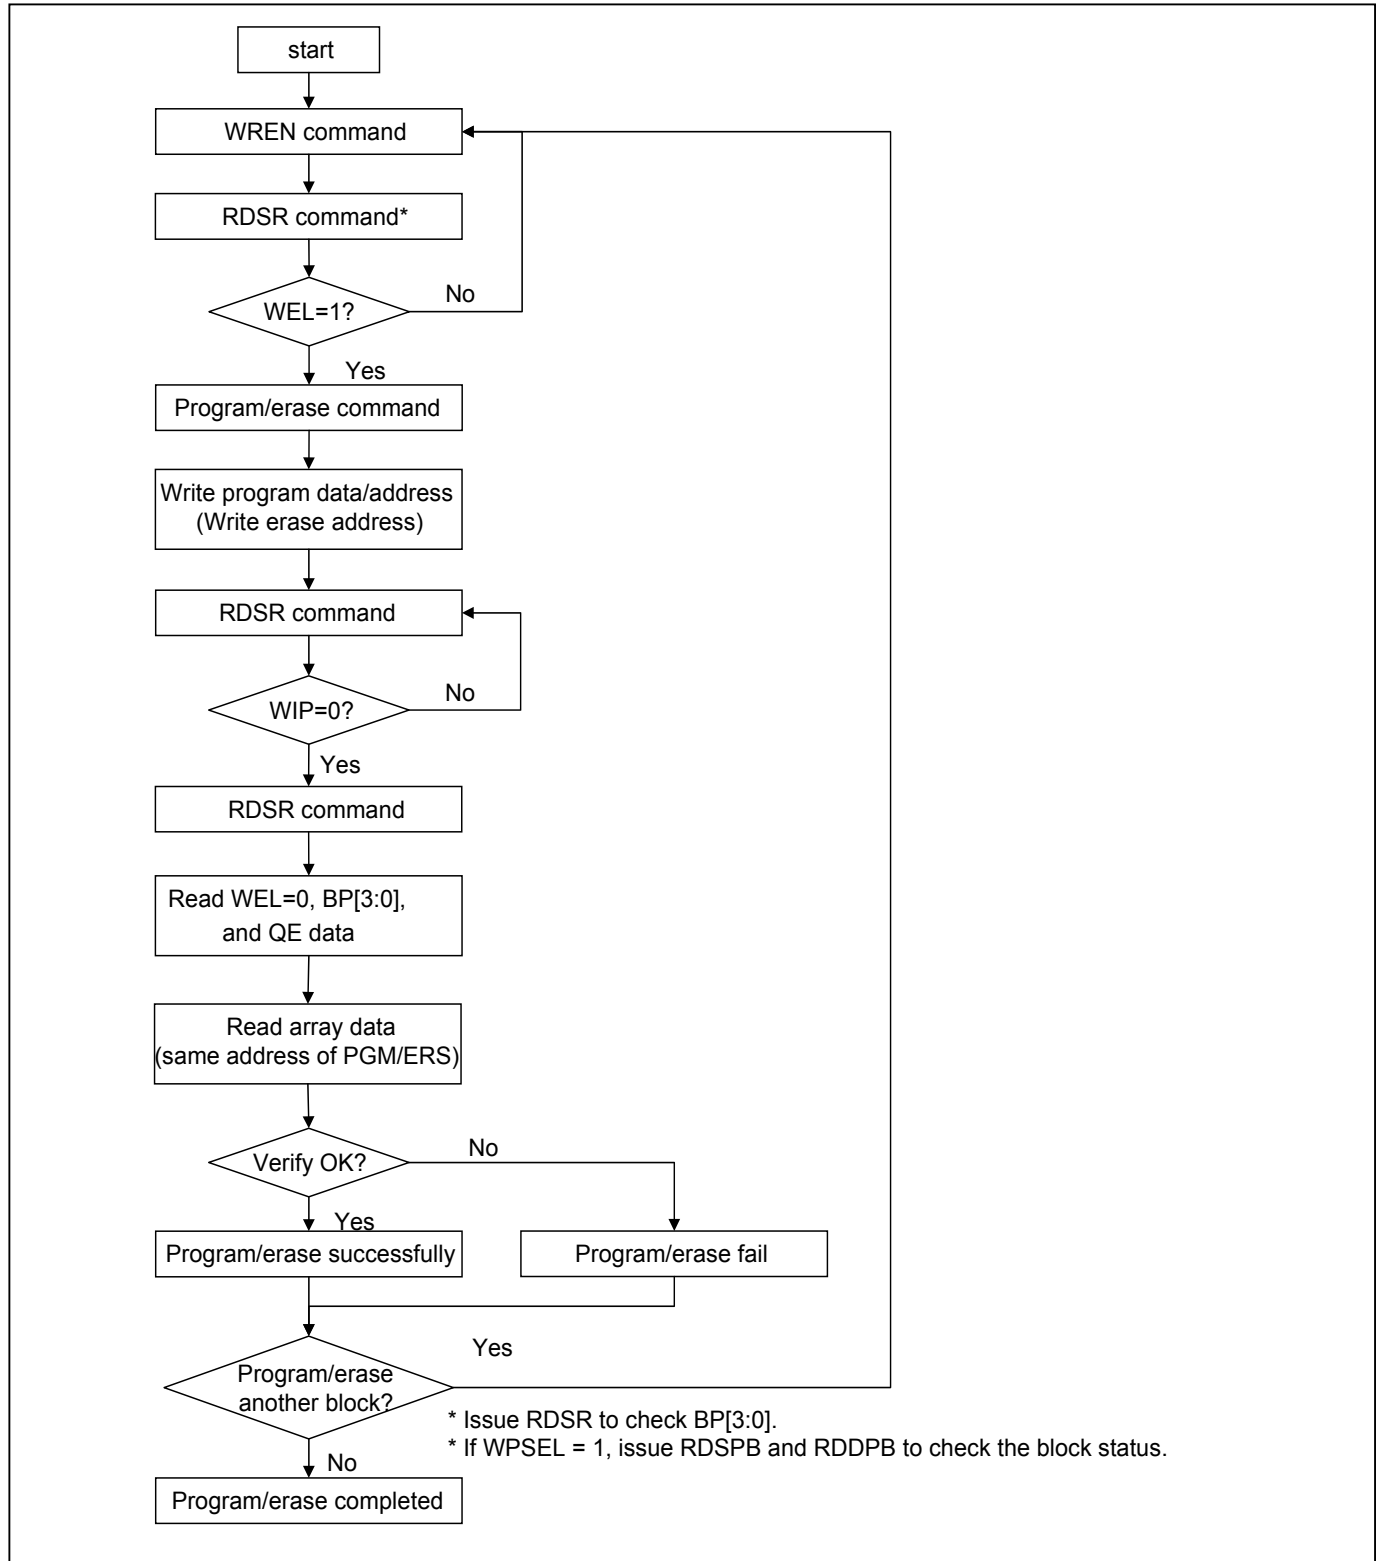 start
WREN command
RDSR command*
WEL=1?
No
Yes
Program/erase command
Write program data/address
(Write erase address)
RDSR command
WIP=0?
No
Yes
RDSR command
Read WEL=0, BP[3:0],
and QE data
Read array data
(same address of PGM/ERS)
Verify OK?
No
Yes
Program/erase successfully
Program/erase fail
Program/erase
another block?
Yes
* Issue RDSR to check BP[3:0].
* If WPSEL = 1, issue RDSPB and RDDPB to check the block status.
No
Program/erase completed